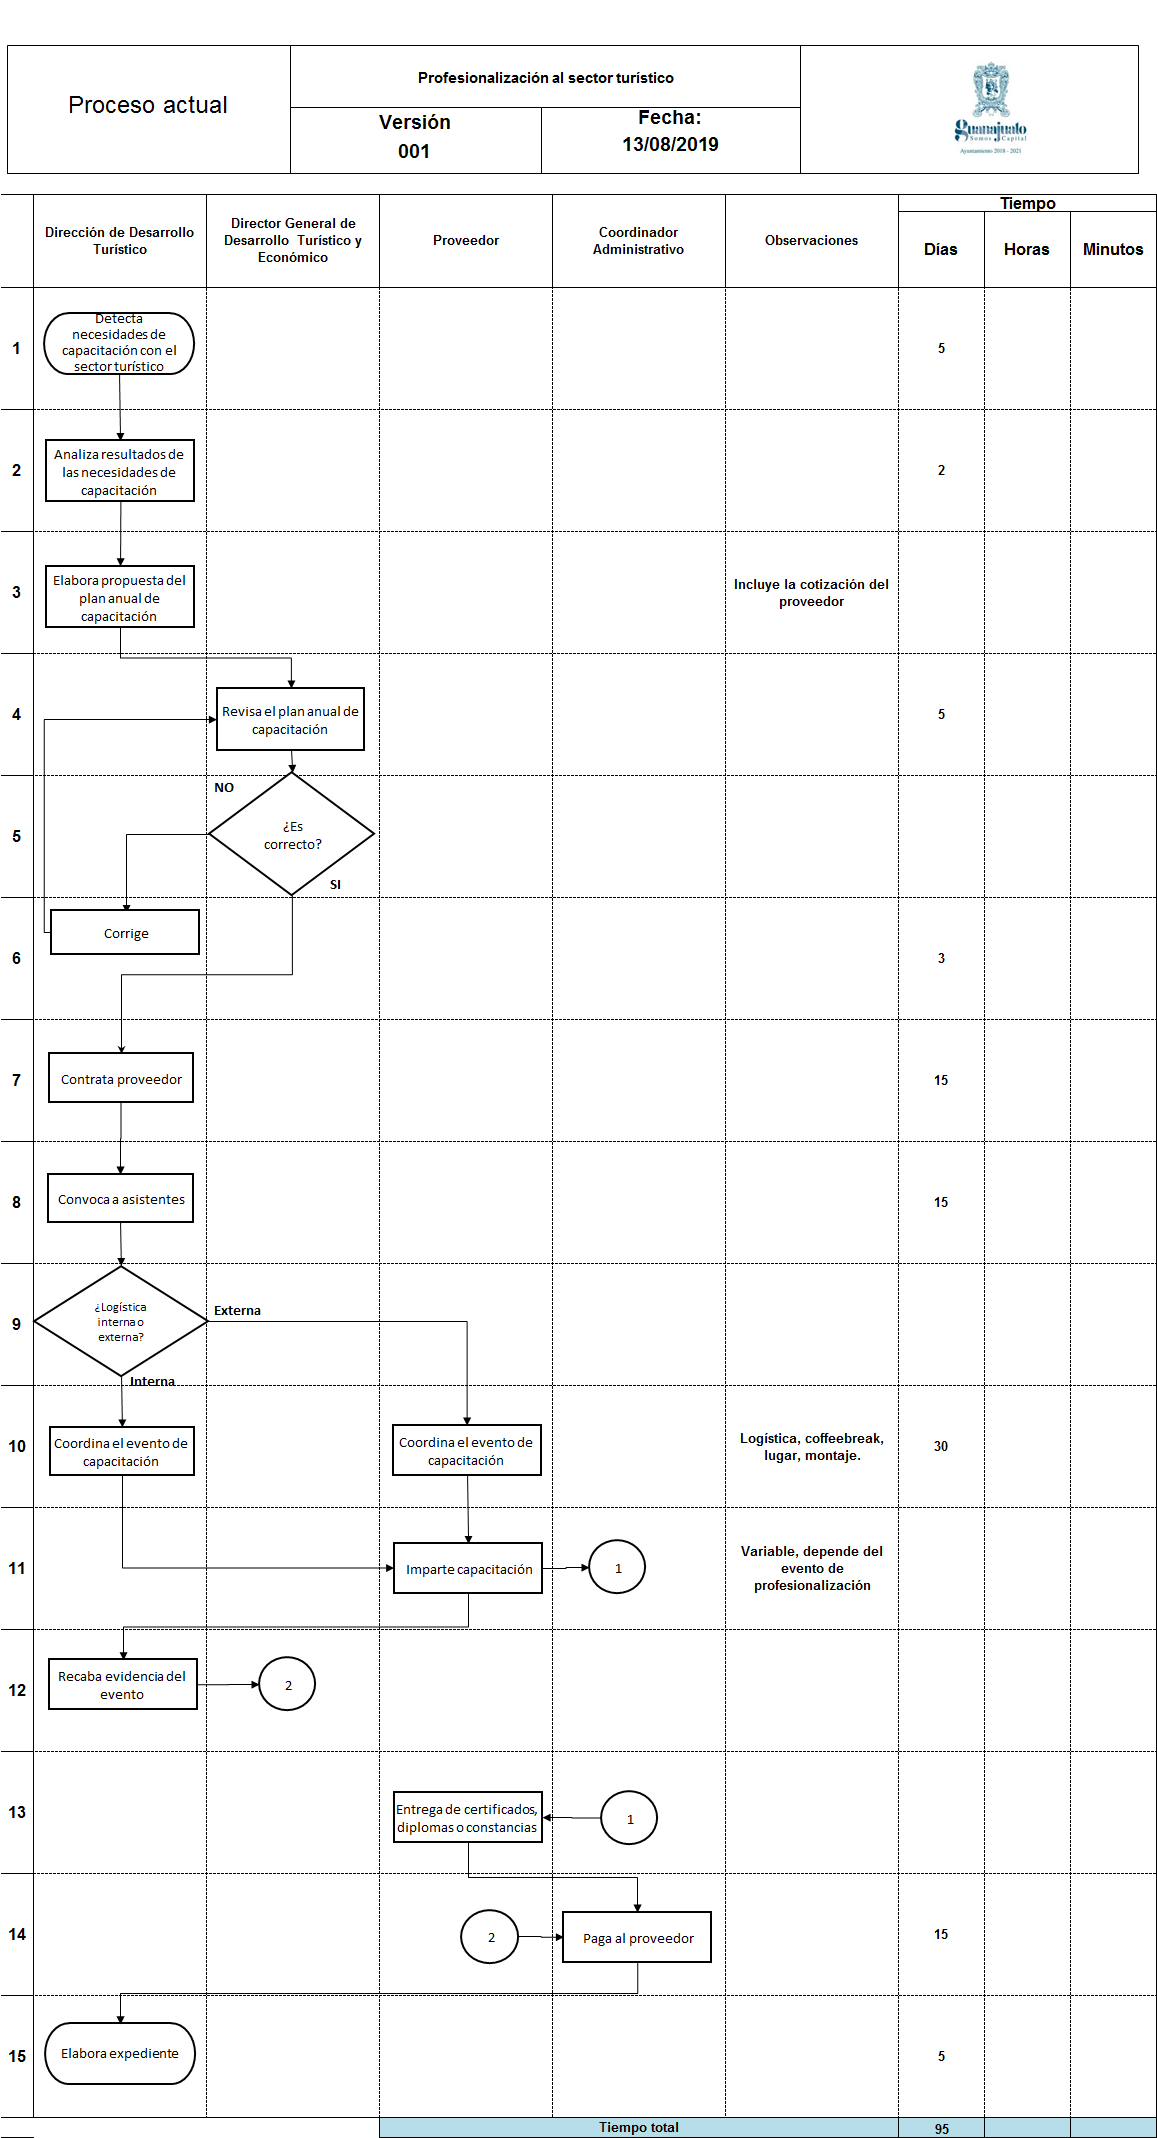 Proceso actual
Profesionalización al sector turístico
Versión
001
Fecha:
13/08/2019
guanajuato
Somos Capital
Ayuntamiento 2018 - 2021
Dirección de Desarrollo
Turístico
Director General de
Desarrollo Turístico y
Económico
Proveedor
Coordinador
Administrativo
Observaciones
Tiempo
Días
Horas
Minutos
1
Detecta
necesidades de
capacitación con el
sector turístico
5
2
Analiza resultados de
las necesidades de
capacitación
2
3
Elabora propuesta del
plan anual de
capacitación
Incluye la cotización del
proveedor
4
Revisa el plan anual de
capacitación
5
5
NO
¿Es
correcto?
SI
6
Corrige
3
7
Contrata proveedor
15
8
Convoca a asistentes
15
9
¿Logística
interna o
externa?
Externa
Interna
10
Coordina el evento de
capacitación
Coordina el evento de
capacitación
Logística, coffeebreak,
lugar, montaje.
30
11
Imparte capacitación
1
Variable, depende del
evento de
profesionalización
12
Recaba evidencia del
evento
2
13
Entrega de certificados,
diplomas o constancias
1
14
2
Paga al proveedor
15
15
Elabora expediente
5
Tiempo total
95